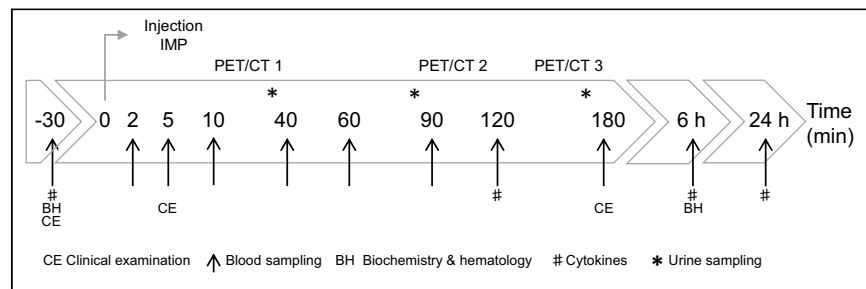 Injection
IMP
PET/CT 1 PET/CT 2 PET/CT 3
* * *
-30 0 2 5 10 40 60 90 120 180 6 h 24 h Time
(min)
# # # #
BH CE CE BH
CE
CE Clinical examination ↑ Blood sampling BH Biochemistry & hematology # Cytokines * Urine sampling